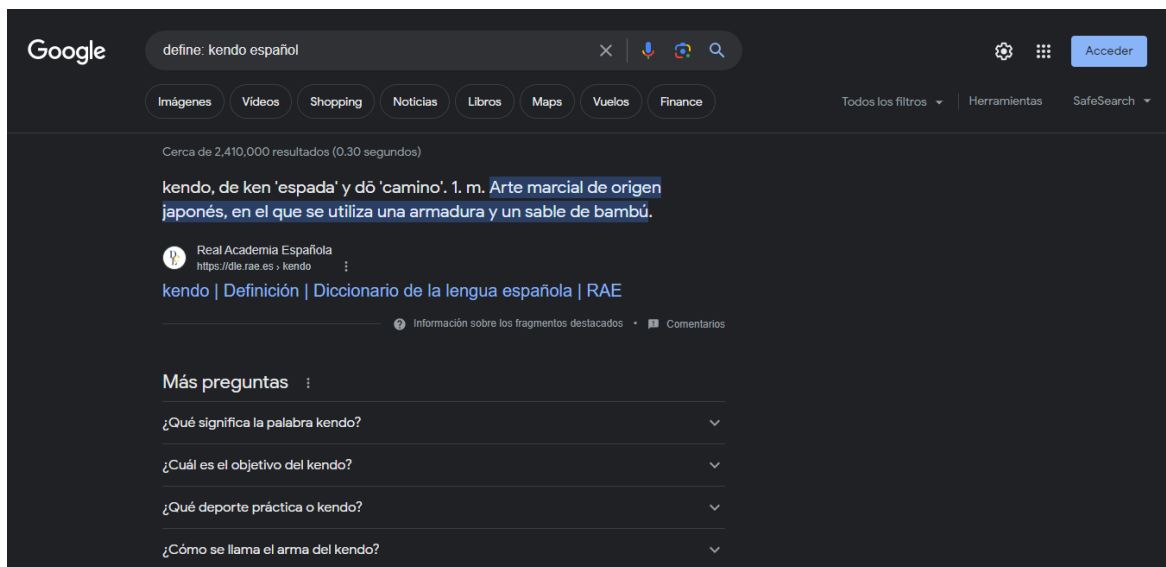 Google
define: kendo español
Acceder
Imágenes
Vídeos
Shopping
Noticias
Libros
Maps
Vuelos
Finance
Todos los filtros
Herramientas
SafeSearch
Cerca de 2,410,000 resultados (0.30 segundos)
kendo, de ken 'espada' y dō 'camino'. 1. m. Arte marcial de origen
japonés, en el que se utiliza una armadura y un sable de bambú.
Real Academia Española
https://dle.rae.es › kendo
kendo | Definición | Diccionario de la lengua española | RAE
Información sobre los fragmentos destacados • Comentarios
Más preguntas
¿Qué significa la palabra kendo?
¿Cuál es el objetivo del kendo?
¿Qué deporte práctica o kendo?
¿Cómo se llama el arma del kendo?